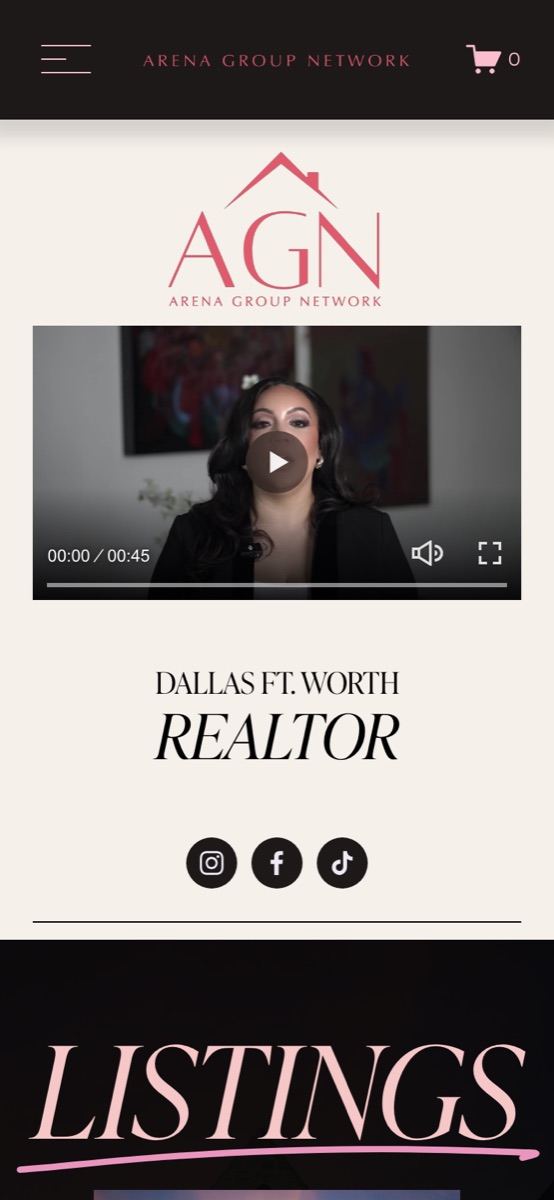 ARENA GROUP NETWORK
0
AGN
ARENA GROUP NETWORK
00:00 / 00:45
DALLAS FT. WORTH
REALTOR
LISTINGS